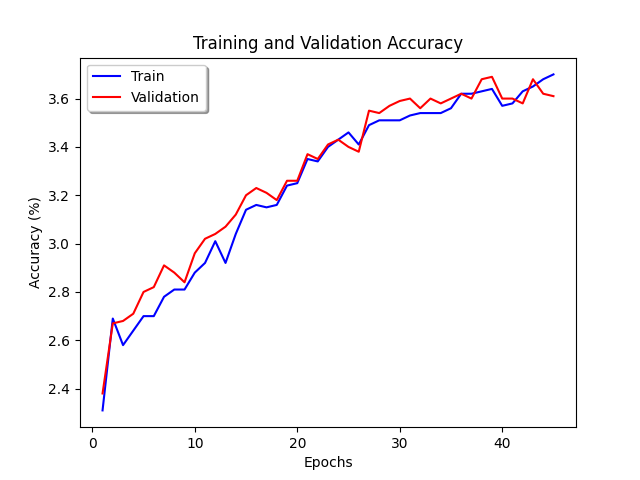 Training and Validation Accuracy
Train
Validation
Accuracy (%)
3.6
3.4
3.2
3.0
2.8
2.6
2.4
0 10 20 30 40
Epochs